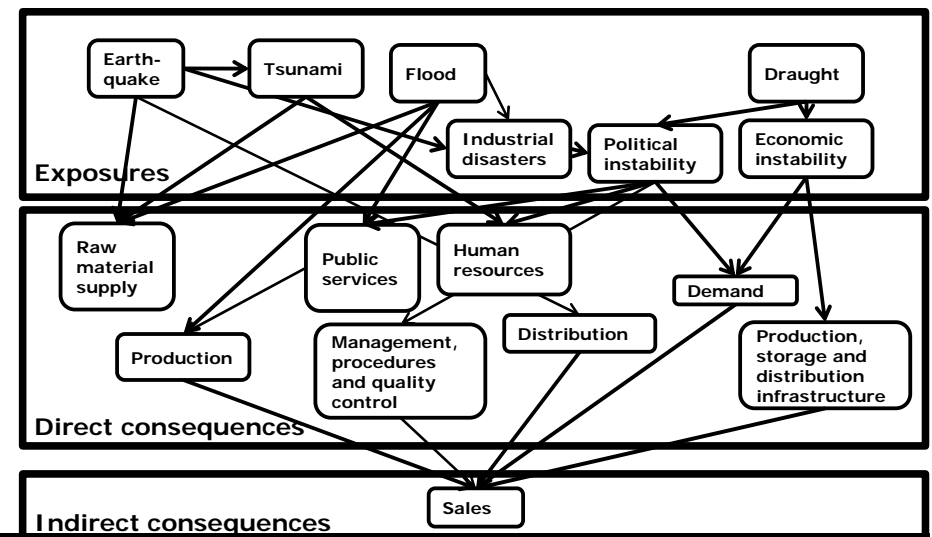 Earth-
quake
Tsunami
Flood
Draught
Industrial
disasters
Political
instability
Economic
instability
Exposures
Raw
material
supply
Public
services
Human
resources
Demand
Production
Management,
procedures
and quality
control
Distribution
Production,
storage and
distribution
infrastructure
Direct consequences
Sales
Indirect consequences